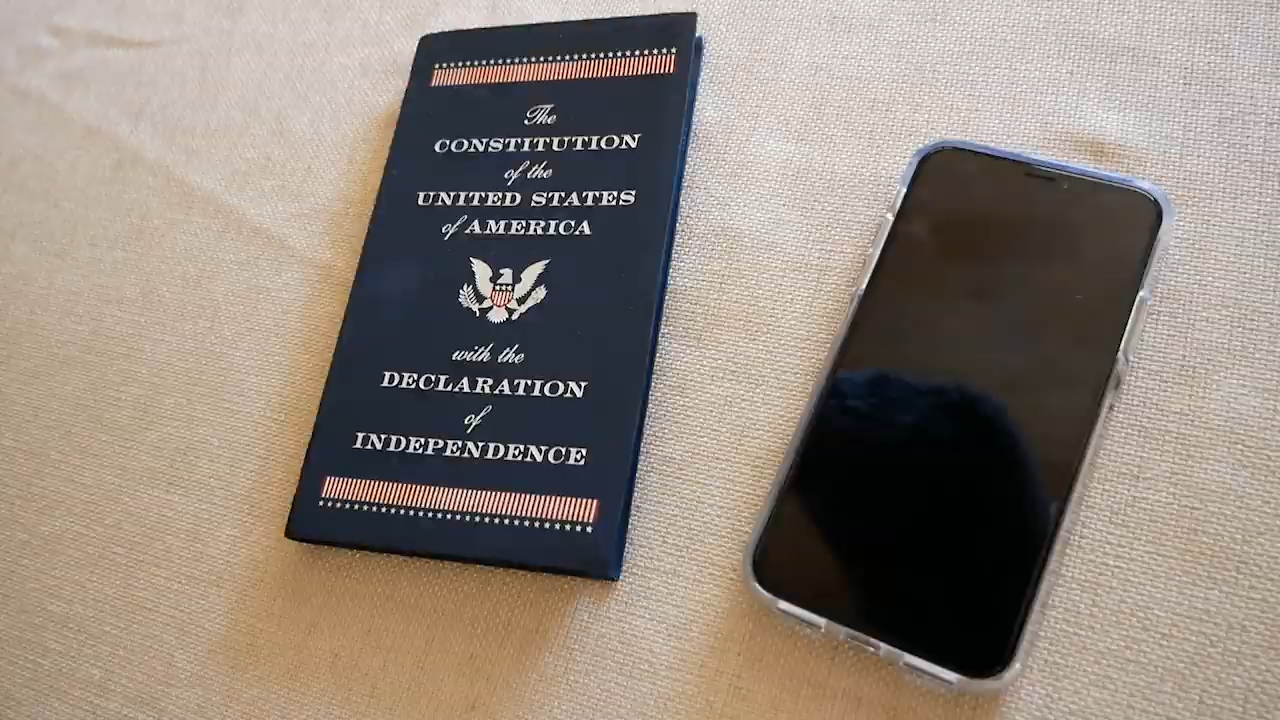 The
CONSTITUTION
of the
UNITED STATES
of AMERICA
with the
DECLARATION
of
INDEPENDENCE